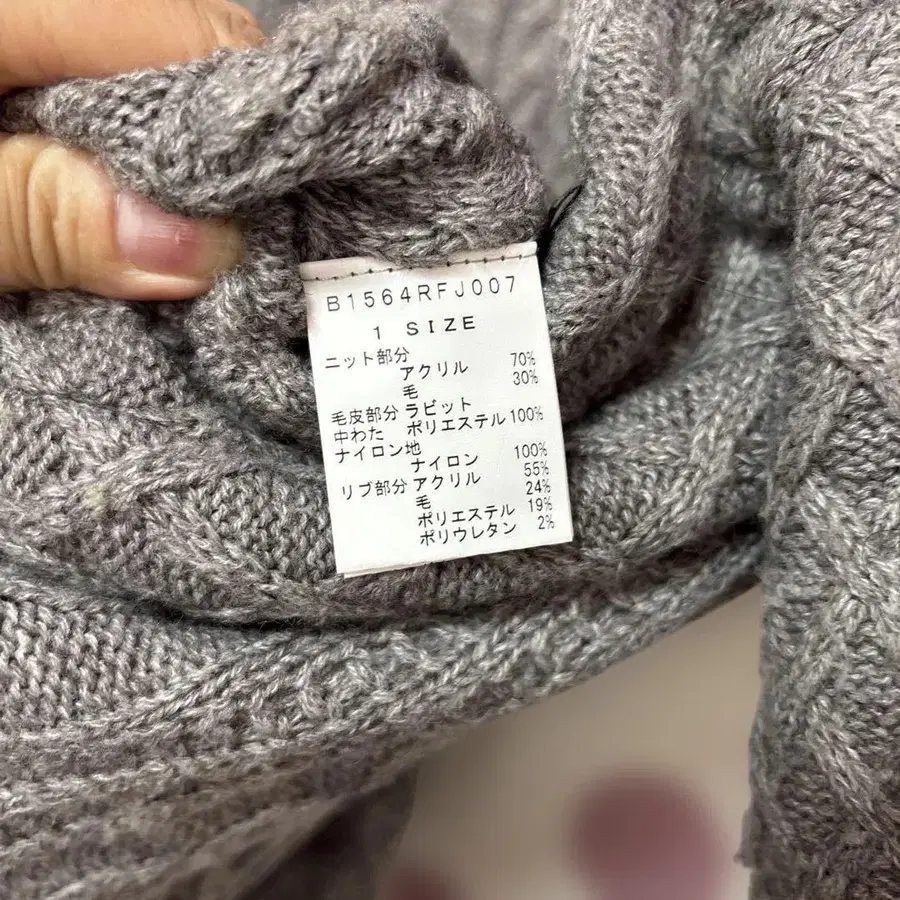 B1564RFJ007
1 SIZE
ニット部分
アクリル 70%
毛 30%
毛皮部分 ラビット
中わた ポリエステル 100%
ナイロン地
ナイロン 100%
リブ部分 アクリル 55%
毛 24%
ポリエステル 19%
ポリウレタン 2%